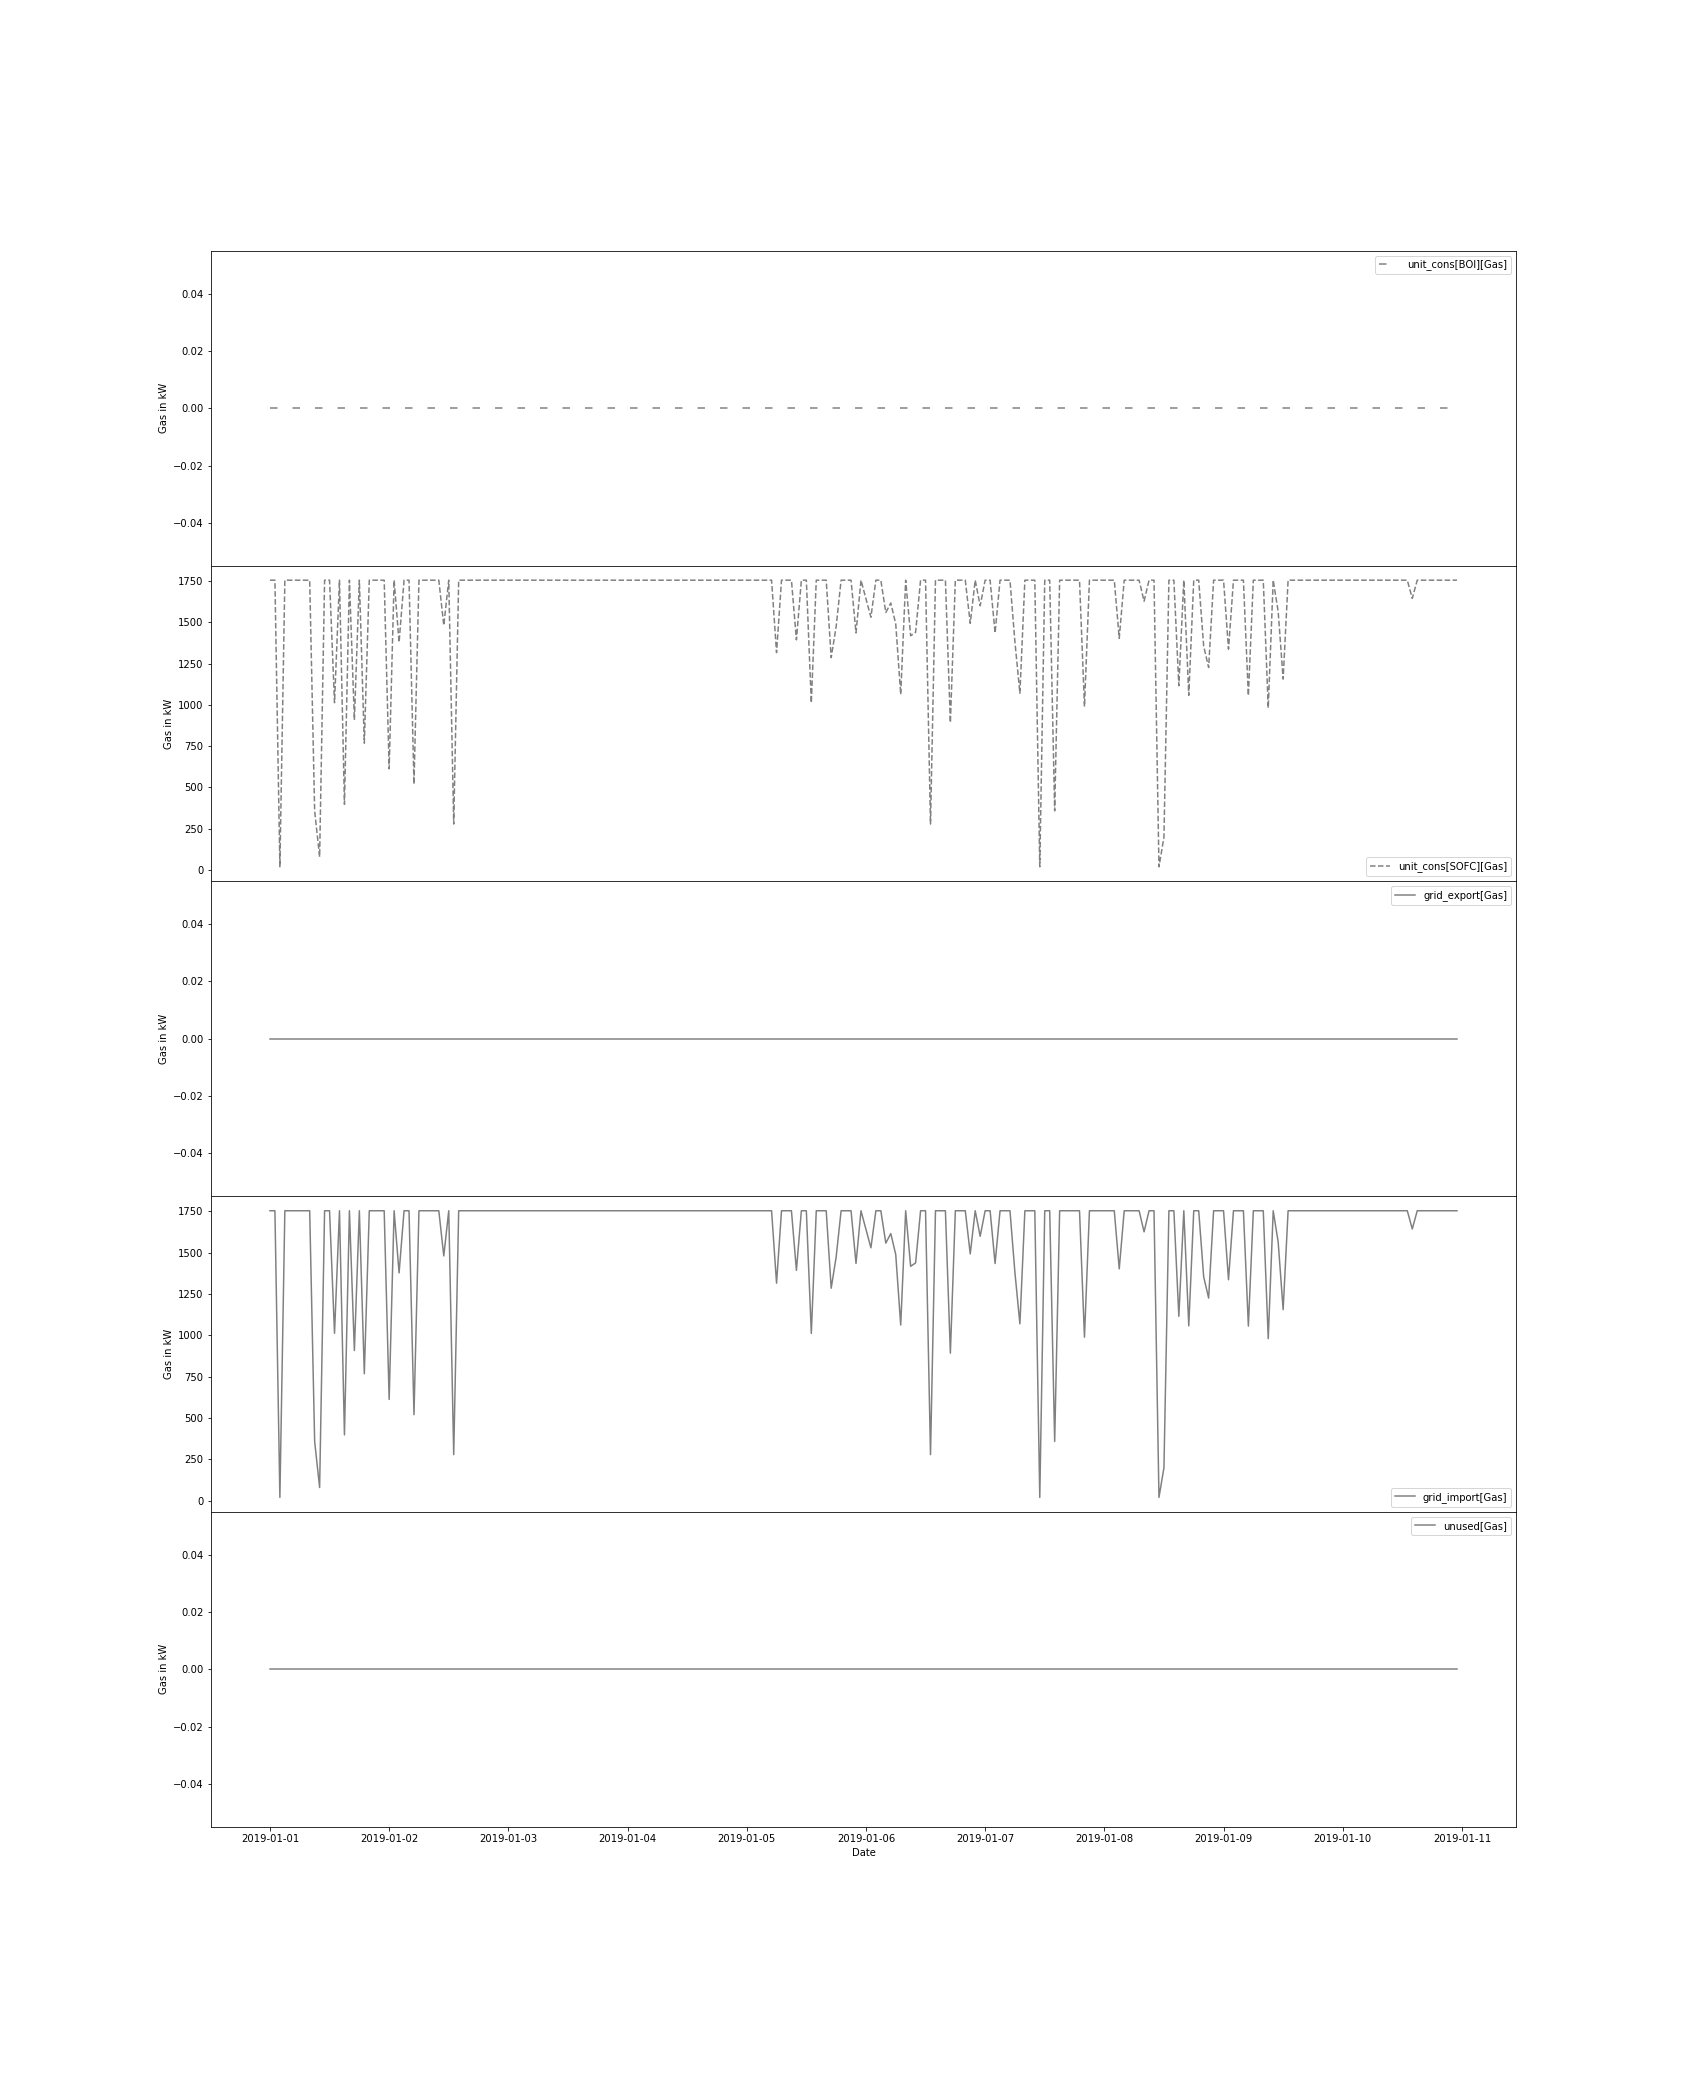 unit_cons[BOI][Gas]
0.04
0.02
0.00
−0.02
−0.04
Gas in kW
1750
1500
1250
1000
750
500
250
0
Gas in kW
unit_cons[SOFC][Gas]
grid_export[Gas]
0.04
0.02
0.00
−0.02
−0.04
Gas in kW
1750
1500
1250
1000
750
500
250
0
Gas in kW
grid_import[Gas]
unused[Gas]
0.04
0.02
0.00
−0.02
−0.04
Gas in kW
2019-01-01 2019-01-02 2019-01-03 2019-01-04 2019-01-05 2019-01-06 2019-01-07 2019-01-08 2019-01-09 2019-01-10 2019-01-11
Date